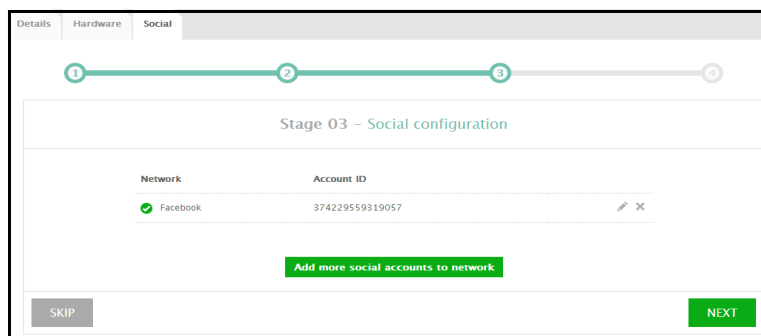 Details Hardware Social
1 2 3 4
Stage 03 – Social configuration
Network Account ID
Facebook 374229559319057
Add more social accounts to network
SKIP NEXT